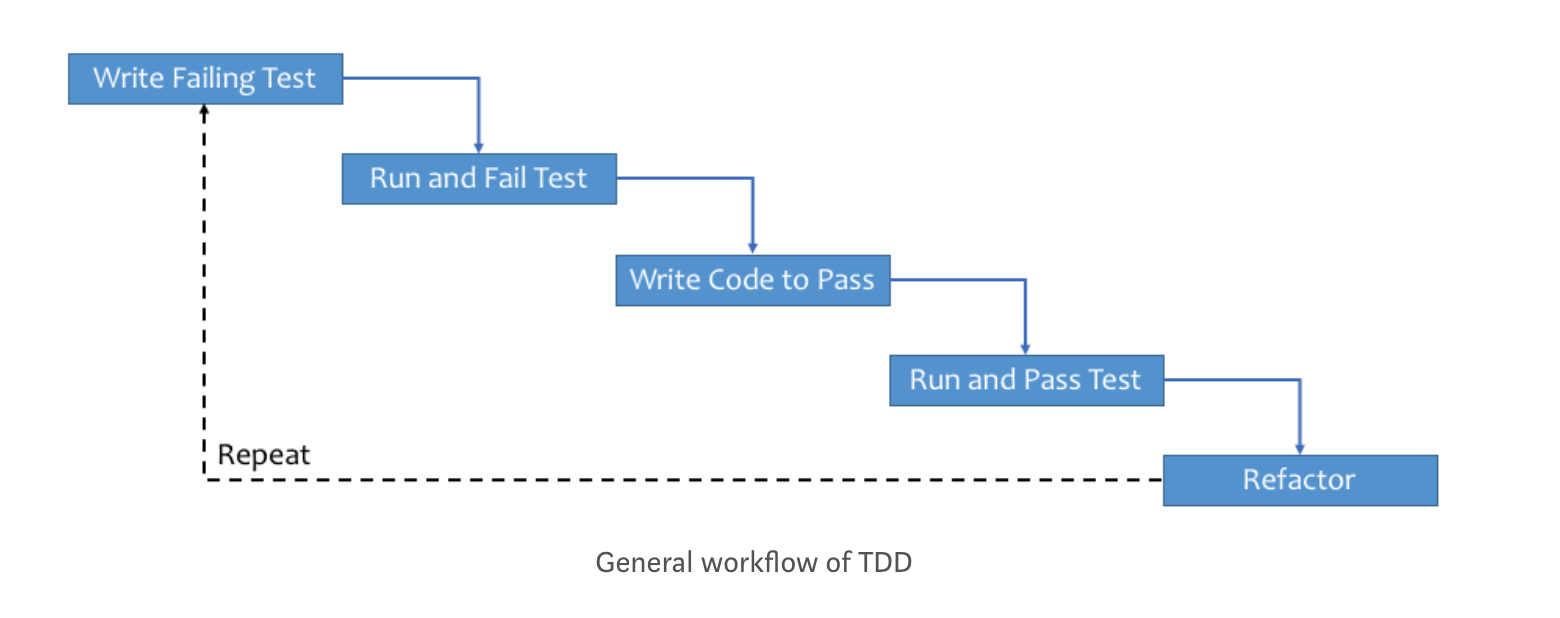 Write Failing Test
Run and Fail Test
Write Code to Pass
Run and Pass Test
Repeat
Refactor
General workflow of TDD